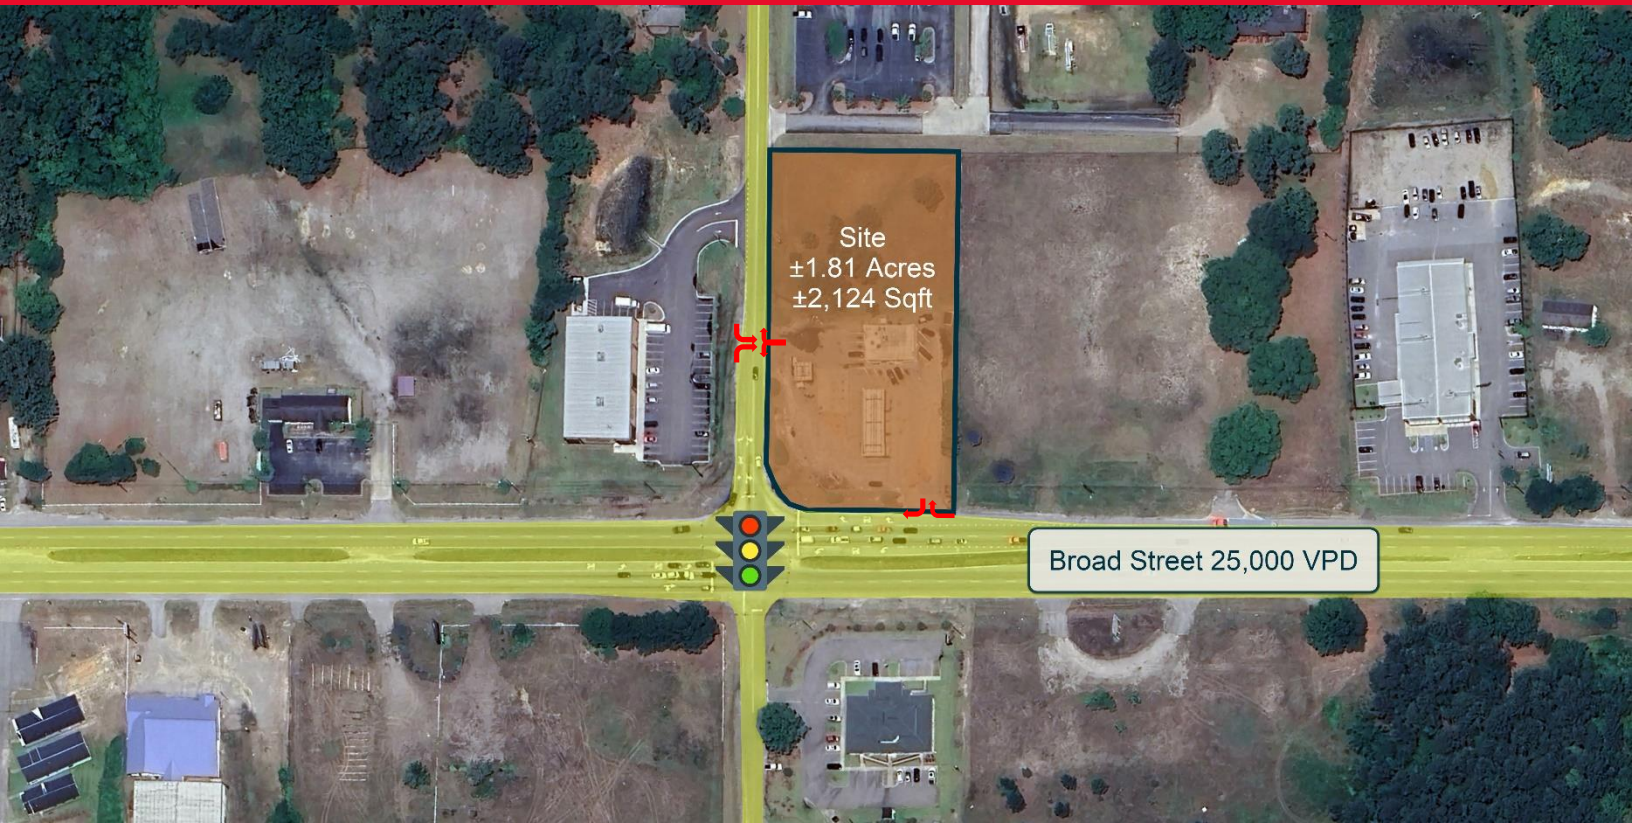 Site
±1.81 Acres
±2,124 Sqft
Broad Street 25,000 VPD